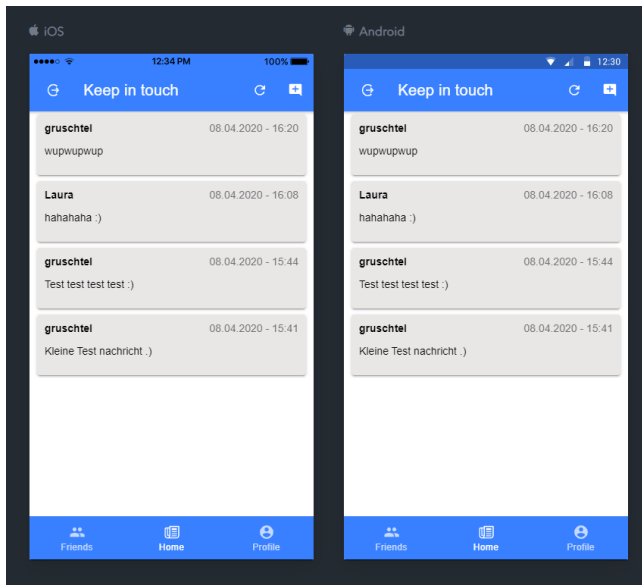 iOS
12:34 PM 100%
Keep in touch
gruschtel 08.04.2020 - 16:20
wupwupwup
Laura 08.04.2020 - 16:08
hahahaha :)
gruschtel 08.04.2020 - 15:44
Test test test test :)
gruschtel 08.04.2020 - 15:41
Kleine Test nachricht .)
Friends Home Profile
Android
12:30
Keep in touch
gruschtel 08.04.2020 - 16:20
wupwupwup
Laura 08.04.2020 - 16:08
hahahaha :)
gruschtel 08.04.2020 - 15:44
Test test test test :)
gruschtel 08.04.2020 - 15:41
Kleine Test nachricht .)
Friends Home Profile